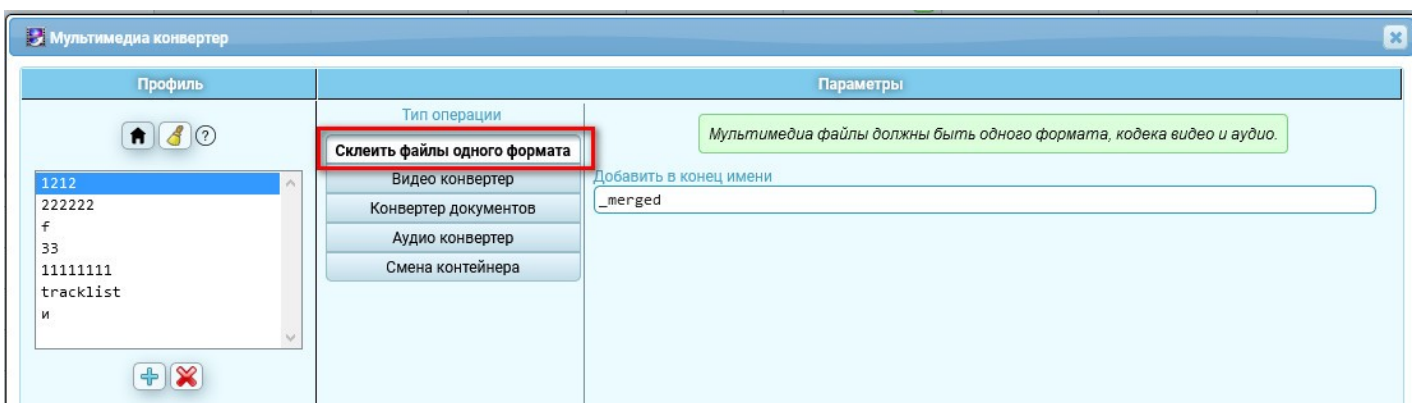 Мультимедиа конвертер
Профиль
Параметры
?
1212
222222
f
33
11111111
tracklist
и
Тип операции
Склеить файлы одного формата
Видео конвертер
Конвертер документов
Аудио конвертер
Смена контейнера
Мультимедиа файлы должны быть одного формата, кодека видео и аудио.
Добавить в конец имени
_merged